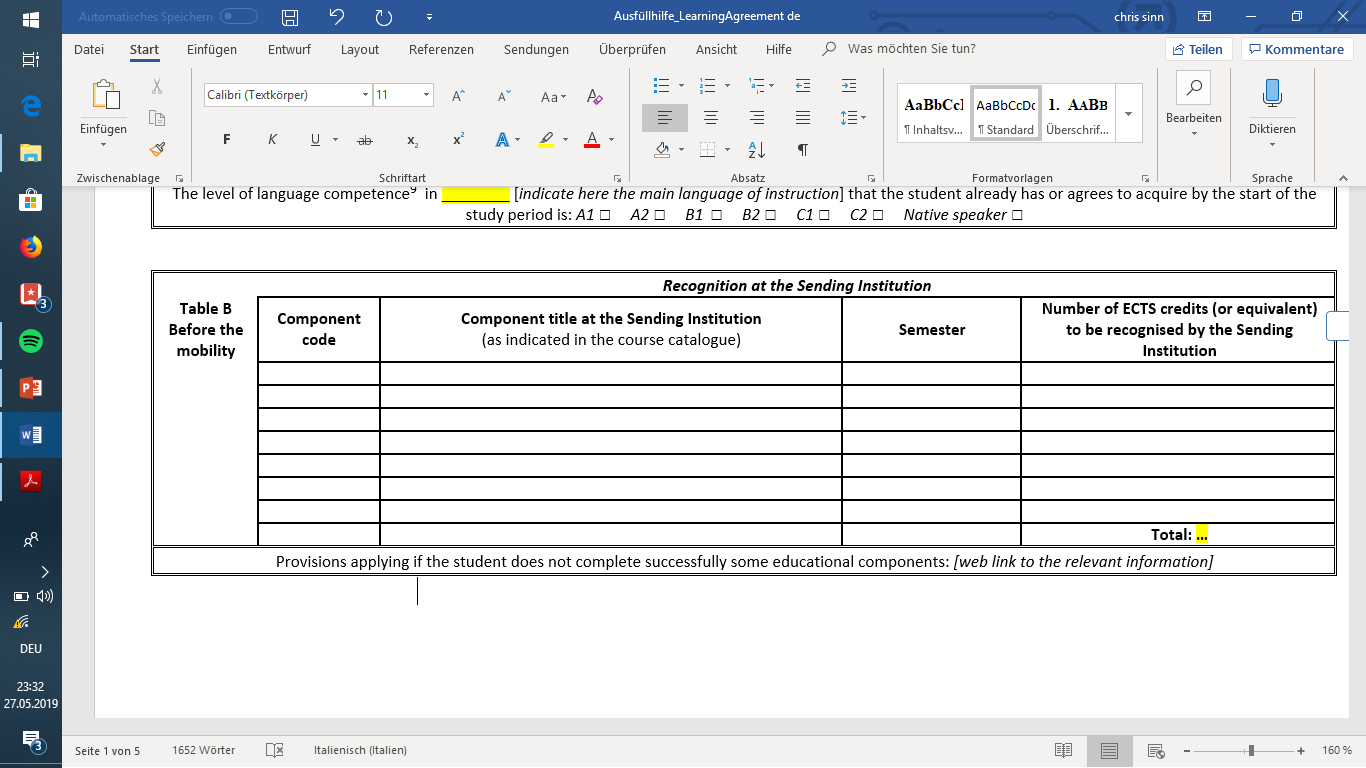 Automatisches Speichern
Ausfüllhilfe_LearningAgreement de
chris sinn
Datei Start Einfügen Entwurf Layout Referenzen Sendungen Überprüfen Ansicht Hilfe Was möchten Sie tun? Teilen Kommentare
Einfügen
Zwischenablage
Calibri (Textkörper) 11
A A Aa A
F K U ab x₂ x² A A
Schriftart
Absatz
AaBbCcI AaBbCcDc 1. AABB
¶ Inhaltsv... ¶ Standard Überschrif...
Formatvorlagen
Bearbeiten
Diktieren
Sprache
The level of language competence⁹ in [indicate here the main language of instruction] that the student already has or agrees to acquire by the start of the
study period is: A1 ☐ A2 ☐ B1 ☐ B2 ☐ C1 ☐ C2 ☐ Native speaker ☐
Recognition at the Sending Institution
Table B
Before the
mobility
Component
code
Component title at the Sending Institution
(as indicated in the course catalogue)
Semester
Number of ECTS credits (or equivalent)
to be recognised by the Sending
Institution
Total: ...
Provisions applying if the student does not complete successfully some educational components: [web link to the relevant information]
3
DEU
23:32
27.05.2019
3
Seite 1 von 5 1652 Wörter Italienisch (Italien) 160 %